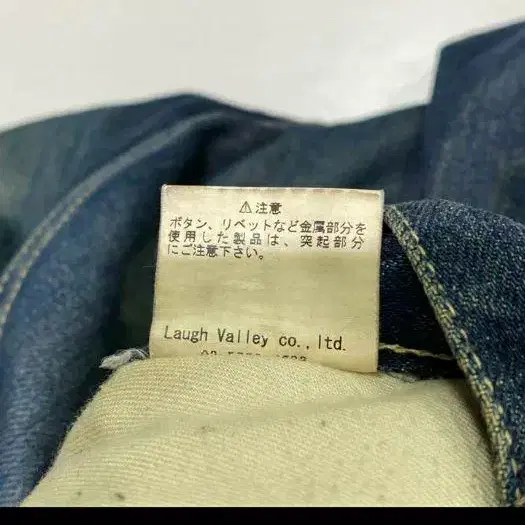 ⚠注意
ボタン、リベットなど金属部分を
使用した製品は、突起部分
にご注意下さい。
Laugh Valley co., ltd.